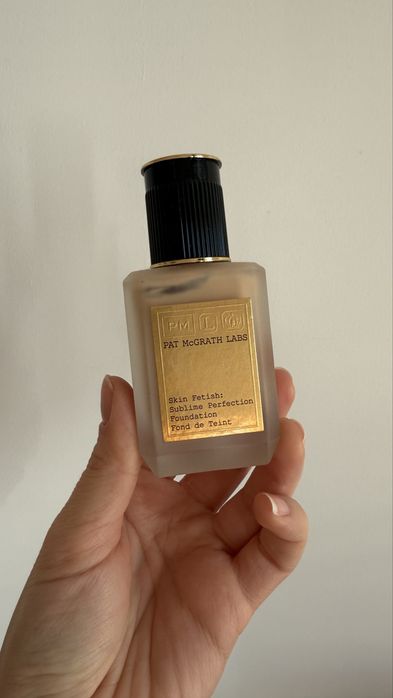 PM L
PAT McGRATH LABS
Skin Fetish:
Sublime Perfection
Foundation
Fond de Teint